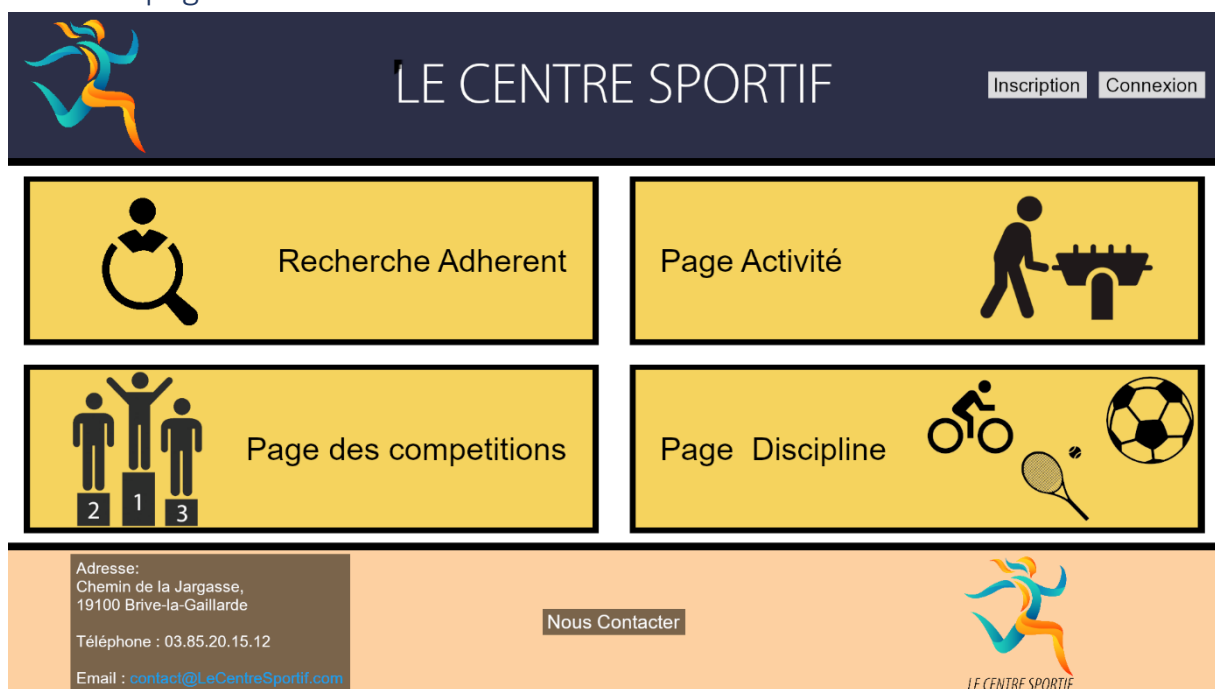 LE CENTRE SPORTIF
Inscription
Connexion
Recherche Adherent
Page Activité
Page des competitions
2 1 3
Page Discipline
Adresse:
Chemin de la Jargasse,
19100 Brive-la-Gaillarde
Téléphone : 03.85.20.15.12
Email : contact@LeCentreSportif.com
Nous Contacter
LE CENTRE SPORTIF